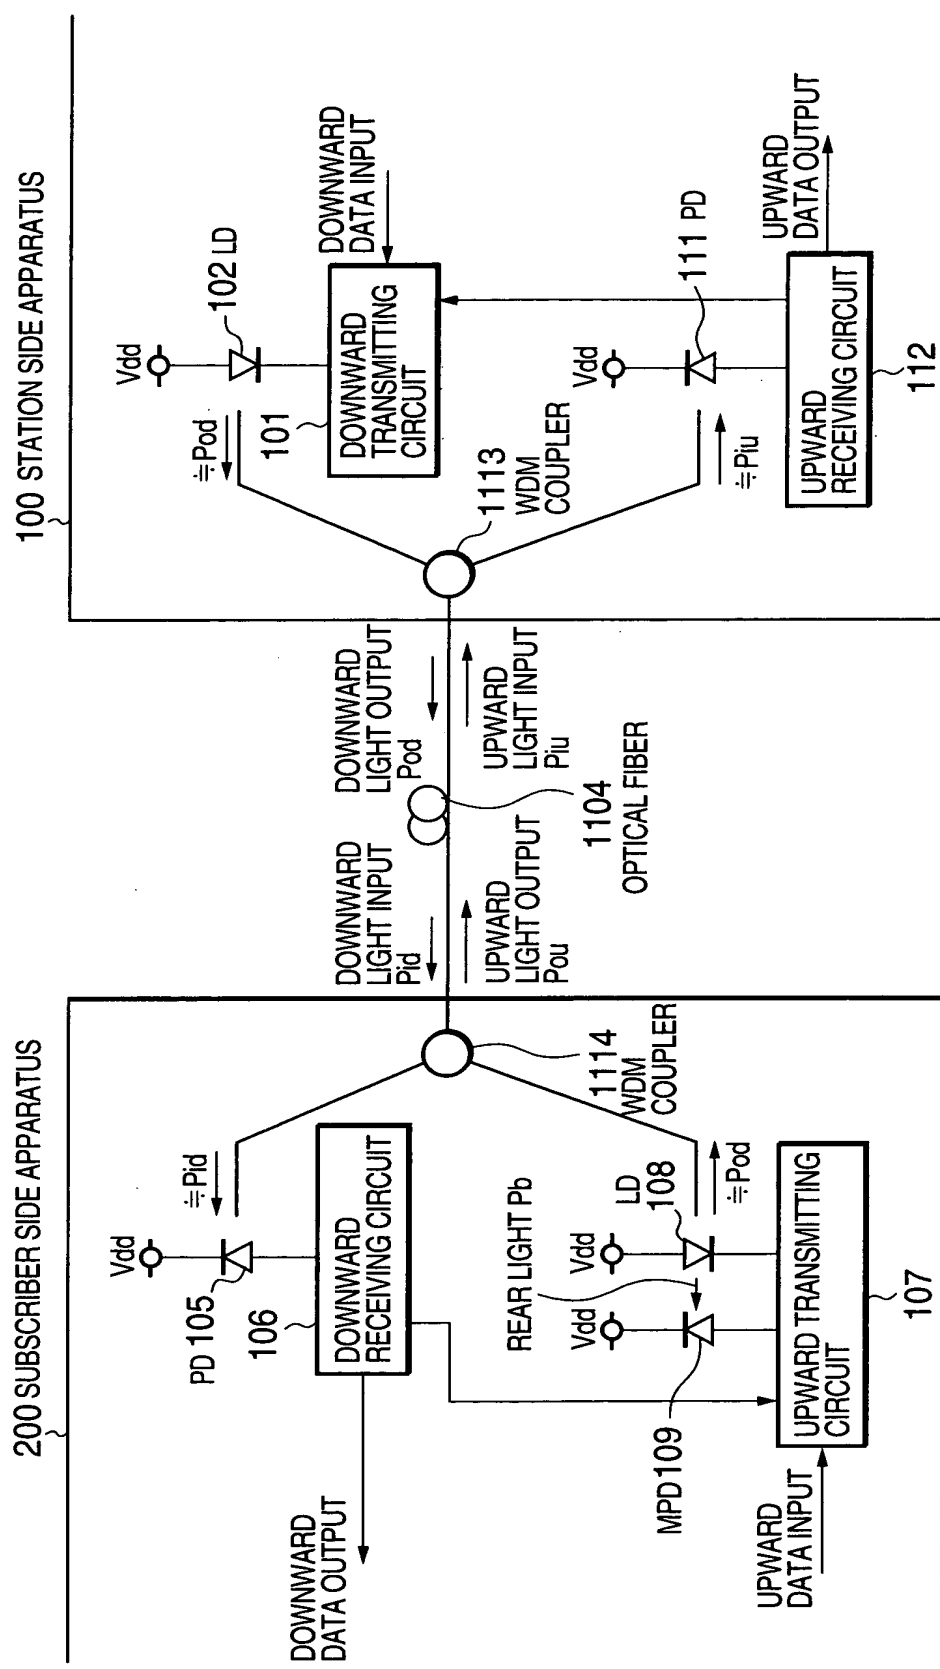 200 SUBSCRIBER SIDE APPARATUS
100 STATION SIDE APPARATUS
Vdd
≒Pid
PD 105
106
DOWNWARD
RECEIVING CIRCUIT
DOWNWARD
DATA OUTPUT
1114
WDM
COUPLER
REAR LIGHT Pb
LD
108
Vdd
Vdd
≒Pod
MPD109
UPWARD TRANSMITTING
CIRCUIT
107
UPWARD
DATA INPUT
DOWNWARD
LIGHT INPUT
Pid
UPWARD
LIGHT OUTPUT
Pou
DOWNWARD
LIGHT OUTPUT
Pod
UPWARD
LIGHT INPUT
Piu
1104
OPTICAL FIBER
Vdd
102 LD
≒Pod
101
DOWNWARD
TRANSMITTING
CIRCUIT
DOWNWARD
DATA INPUT
1113
WDM
COUPLER
Vdd
111 PD
≒Piu
UPWARD
RECEIVING CIRCUIT
112
UPWARD
DATA OUTPUT